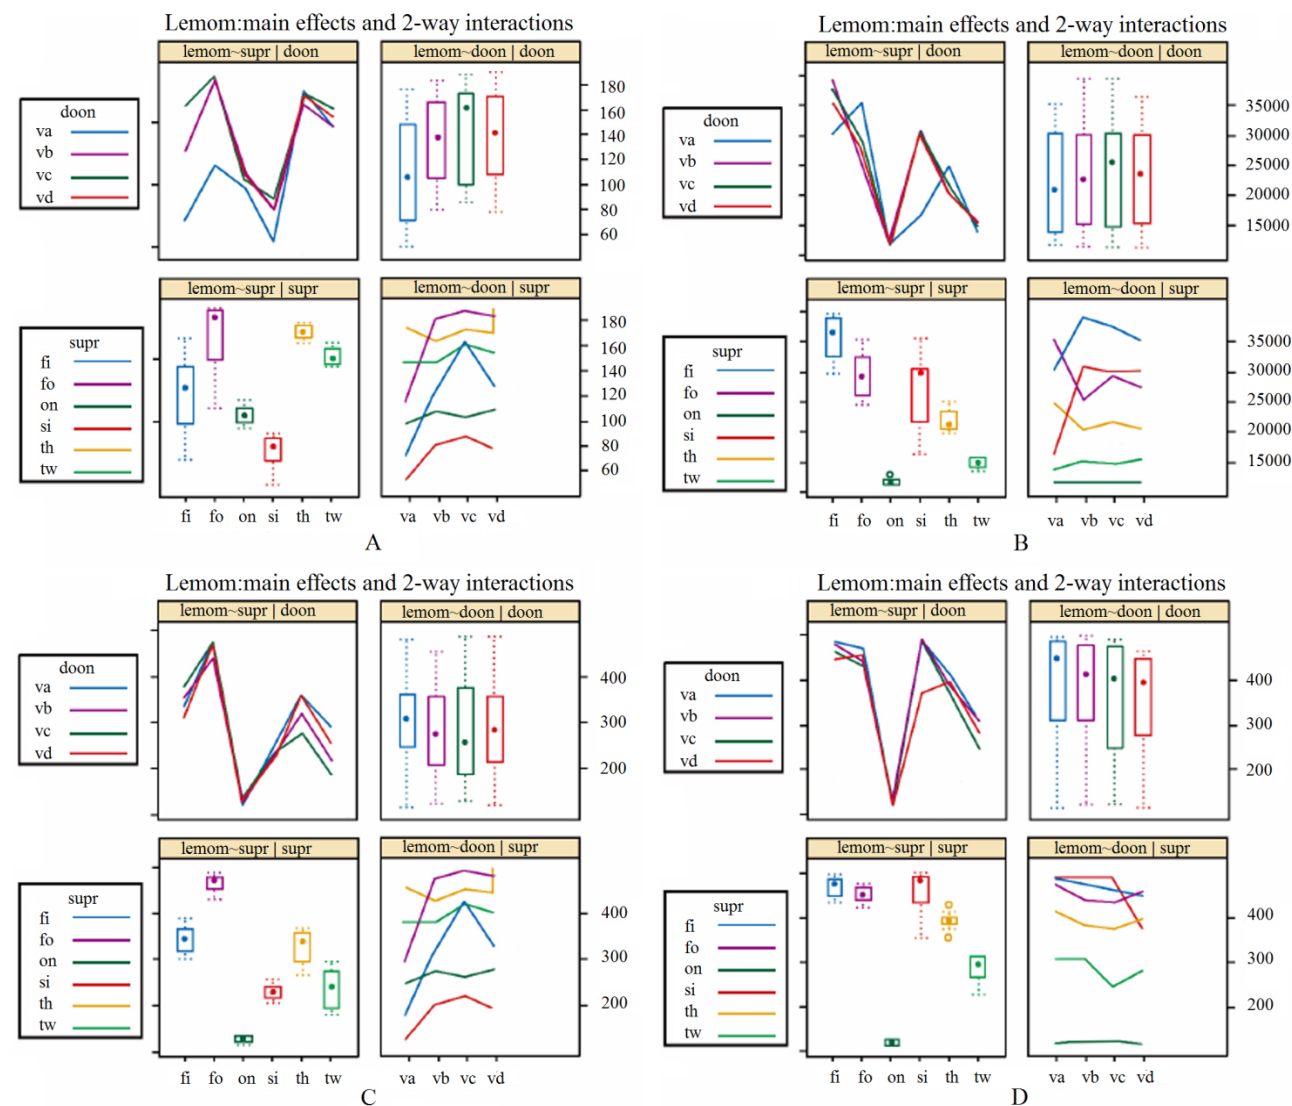 Lemom:main effects and 2-way interactions
lemom~supr | doon
lemom~doon | doon
doon
va
vb
vc
vd
180
160
140
120
100
80
60
lemom~supr | supr
lemom~doon | supr
supr
fi
fo
on
si
th
tw
180
160
140
120
100
80
60
fi fo on si th tw
va vb vc vd
A
Lemom:main effects and 2-way interactions
lemom~supr | doon
lemom~doon | doon
doon
va
vb
vc
vd
35000
30000
25000
20000
15000
lemom~supr | supr
lemom~doon | supr
supr
fi
fo
on
si
th
tw
35000
30000
25000
20000
15000
fi fo on si th tw
va vb vc vd
B
Lemom:main effects and 2-way interactions
lemom~supr | doon
lemom~doon | doon
doon
va
vb
vc
vd
400
300
200
lemom~supr | supr
lemom~doon | supr
supr
fi
fo
on
si
th
tw
400
300
200
fi fo on si th tw
va vb vc vd
C
Lemom:main effects and 2-way interactions
lemom~supr | doon
lemom~doon | doon
doon
va
vb
vc
vd
400
300
200
lemom~supr | supr
lemom~doon | supr
supr
fi
fo
on
si
th
tw
400
300
200
fi fo on si th tw
va vb vc vd
D